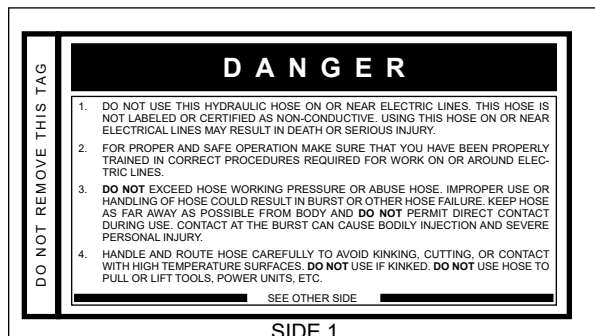 DO NOT REMOVE THIS TAG
DANGER
1. DO NOT USE THIS HYDRAULIC HOSE ON OR NEAR ELECTRIC LINES. THIS HOSE IS
NOT LABELED OR CERTIFIED AS NON-CONDUCTIVE. USING THIS HOSE ON OR NEAR
ELECTRICAL LINES MAY RESULT IN DEATH OR SERIOUS INJURY.
2. FOR PROPER AND SAFE OPERATION MAKE SURE THAT YOU HAVE BEEN PROPERLY
TRAINED IN CORRECT PROCEDURES REQUIRED FOR WORK ON OR AROUND ELEC-
TRIC LINES.
3. DO NOT EXCEED HOSE WORKING PRESSURE OR ABUSE HOSE. IMPROPER USE OR
HANDLING OF HOSE COULD RESULT IN BURST OR OTHER HOSE FAILURE. KEEP HOSE
AS FAR AWAY AS POSSIBLE FROM BODY AND DO NOT PERMIT DIRECT CONTACT
DURING USE. CONTACT AT THE BURST CAN CAUSE BODILY INJECTION AND SEVERE
PERSONAL INJURY.
4. HANDLE AND ROUTE HOSE CAREFULLY TO AVOID KINKING, CUTTING, OR CONTACT
WITH HIGH TEMPERATURE SURFACES. DO NOT USE IF KINKED. DO NOT USE HOSE TO
PULL OR LIFT TOOLS, POWER UNITS, ETC.
SEE OTHER SIDE
SIDE 1